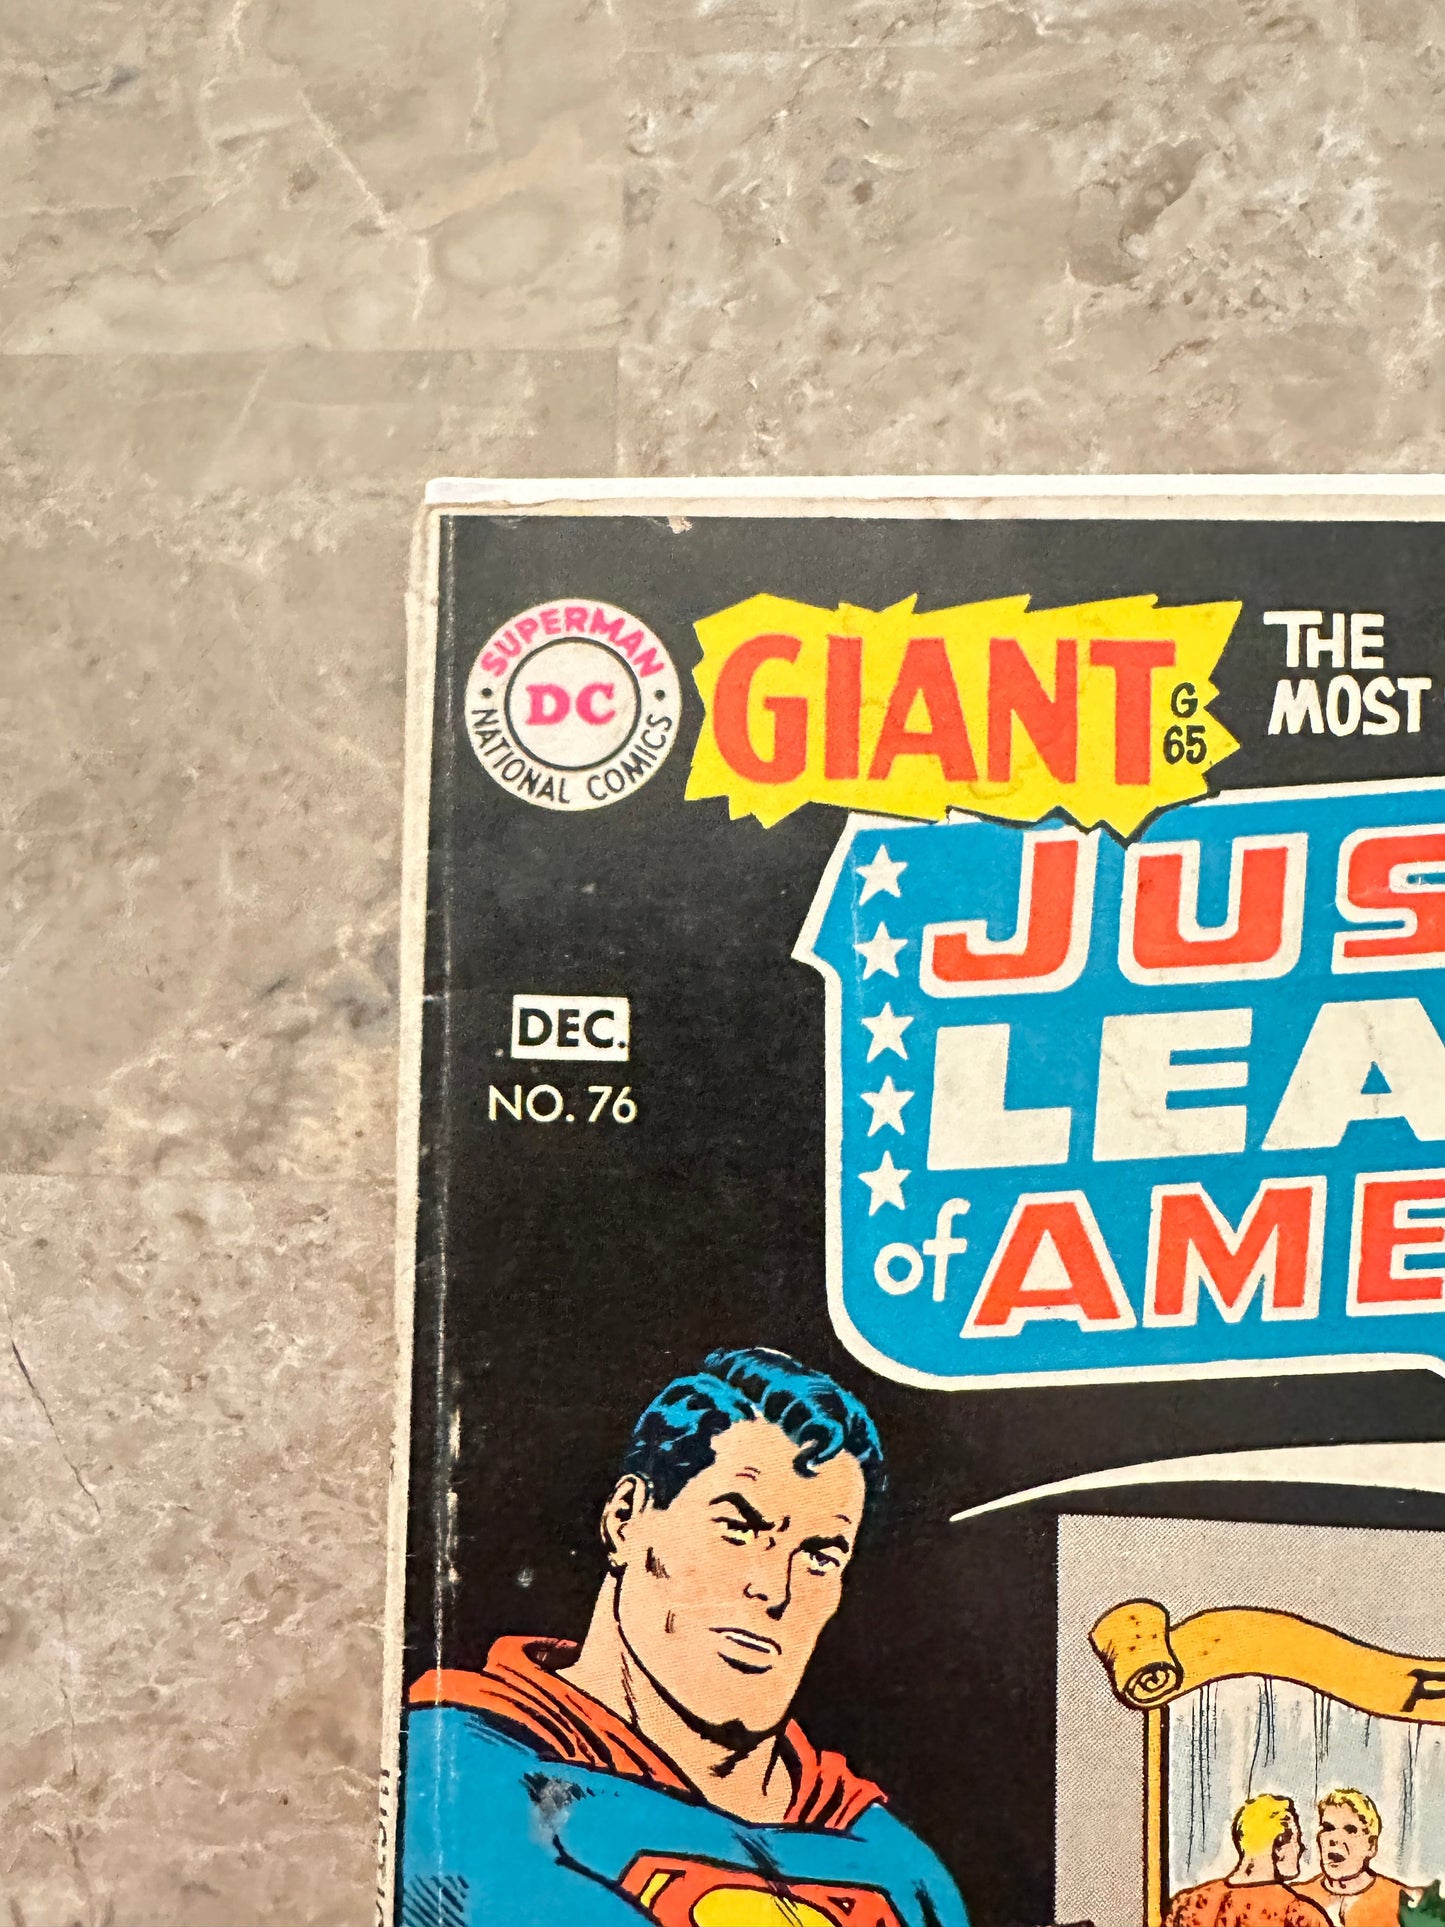 SUPERMAN
DC
NATIONAL COMICS
GIANT
G
65
THE
MOST
DEC.
NO. 76
JUS
LEA
of AME